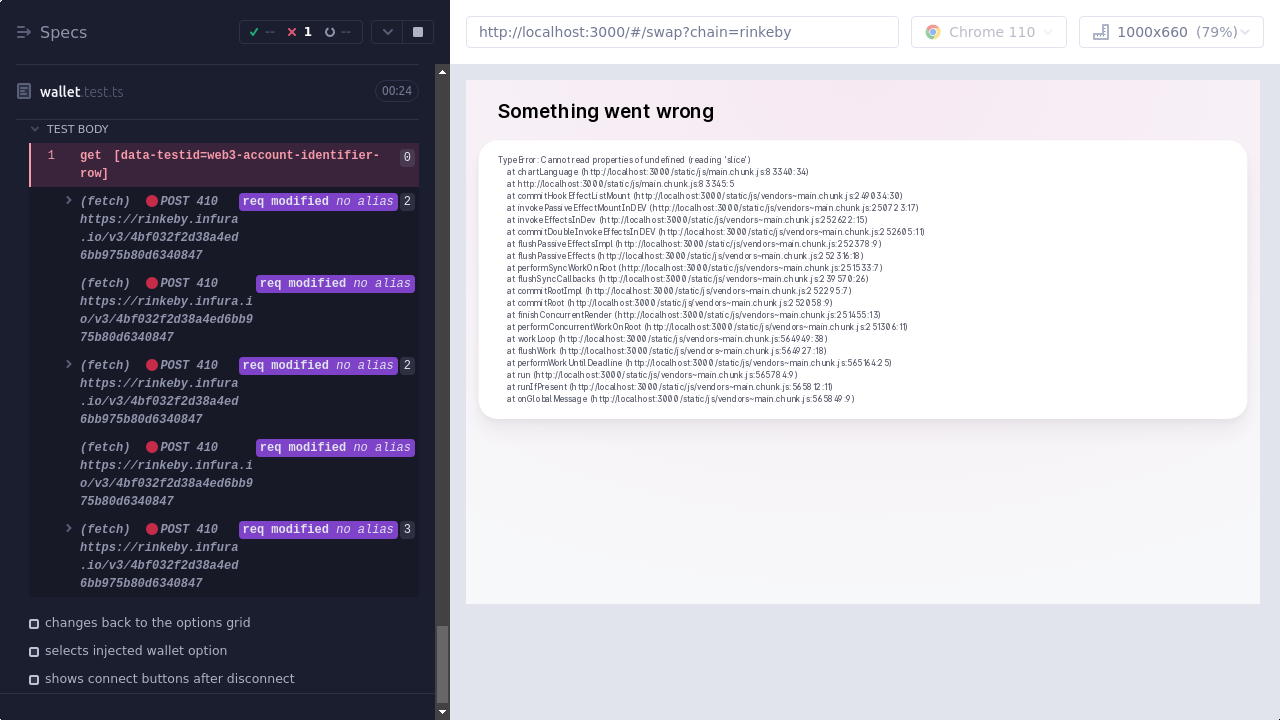 Specs
--
1
--
wallet.test.ts
00:24
TEST BODY
1 get [data-testid=web3-account-identifier-
row]
0
(fetch) POST 410 req modified no alias 2
https://rinkeby.infura
.io/v3/4bf032f2d38a4ed
6bb975b80d6340847
(fetch) POST 410 req modified no alias
https://rinkeby.infura.i
o/v3/4bf032f2d38a4ed6bb9
75b80d6340847
(fetch) POST 410 req modified no alias 2
https://rinkeby.infura
.io/v3/4bf032f2d38a4ed
6bb975b80d6340847
(fetch) POST 410 req modified no alias
https://rinkeby.infura.i
o/v3/4bf032f2d38a4ed6bb9
75b80d6340847
(fetch) POST 410 req modified no alias 3
https://rinkeby.infura
.io/v3/4bf032f2d38a4ed
6bb975b80d6340847
changes back to the options grid
selects injected wallet option
shows connect buttons after disconnect
http://localhost:3000/#/swap?chain=rinkeby
Chrome 110
1000x660 (79%)
Something went wrong
TypeError: Cannot read properties of undefined (reading 'slice')
at chartLanguage (http://localhost:3000/static/js/main.chunk.js:83340:34)
at http://localhost:3000/static/js/main.chunk.js:83345:5
at commitHookEffectListMount (http://localhost:3000/static/js/vendors~main.chunk.js:249034:30)
at invokePassiveEffectMountInDEV (http://localhost:3000/static/js/vendors~main.chunk.js:250723:17)
at invokeEffectsInDev (http://localhost:3000/static/js/vendors~main.chunk.js:252622:15)
at commitDoubleInvokeEffectsInDEV (http://localhost:3000/static/js/vendors~main.chunk.js:252605:11)
at flushPassiveEffectsImpl (http://localhost:3000/static/js/vendors~main.chunk.js:252378:9)
at flushPassiveEffects (http://localhost:3000/static/js/vendors~main.chunk.js:252316:18)
at performSyncWorkOnRoot (http://localhost:3000/static/js/vendors~main.chunk.js:251533:7)
at flushSyncCallbacks (http://localhost:3000/static/js/vendors~main.chunk.js:239570:26)
at commitRootImpl (http://localhost:3000/static/js/vendors~main.chunk.js:252295:7)
at commitRoot (http://localhost:3000/static/js/vendors~main.chunk.js:252058:9)
at finishConcurrentRender (http://localhost:3000/static/js/vendors~main.chunk.js:251455:13)
at performConcurrentWorkOnRoot (http://localhost:3000/static/js/vendors~main.chunk.js:251306:11)
at workLoop (http://localhost:3000/static/js/vendors~main.chunk.js:564949:38)
at flushWork (http://localhost:3000/static/js/vendors~main.chunk.js:564927:18)
at performWorkUntilDeadline (http://localhost:3000/static/js/vendors~main.chunk.js:565164:25)
at run (http://localhost:3000/static/js/vendors~main.chunk.js:565784:9)
at runIfPresent (http://localhost:3000/static/js/vendors~main.chunk.js:565812:11)
at onGlobalMessage (http://localhost:3000/static/js/vendors~main.chunk.js:565849:9)